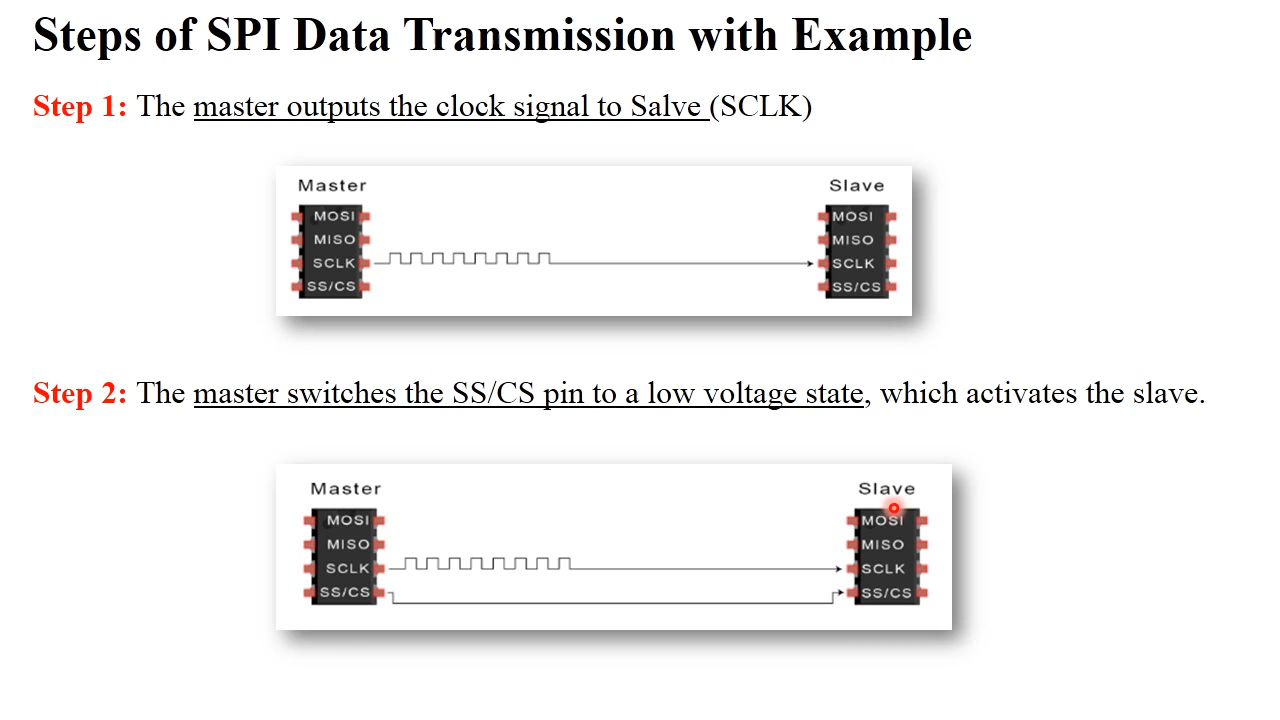 Steps of SPI Data Transmission with Example
Step 1: The master outputs the clock signal to Salve (SCLK)
Master
Slave
MOSI
MISO
SCLK
SS/CS
MOSI
MISO
SCLK
SS/CS
Step 2: The master switches the SS/CS pin to a low voltage state, which activates the slave.
Master
Slave
MOSI
MISO
SCLK
SS/CS
MOSI
MISO
SCLK
SS/CS